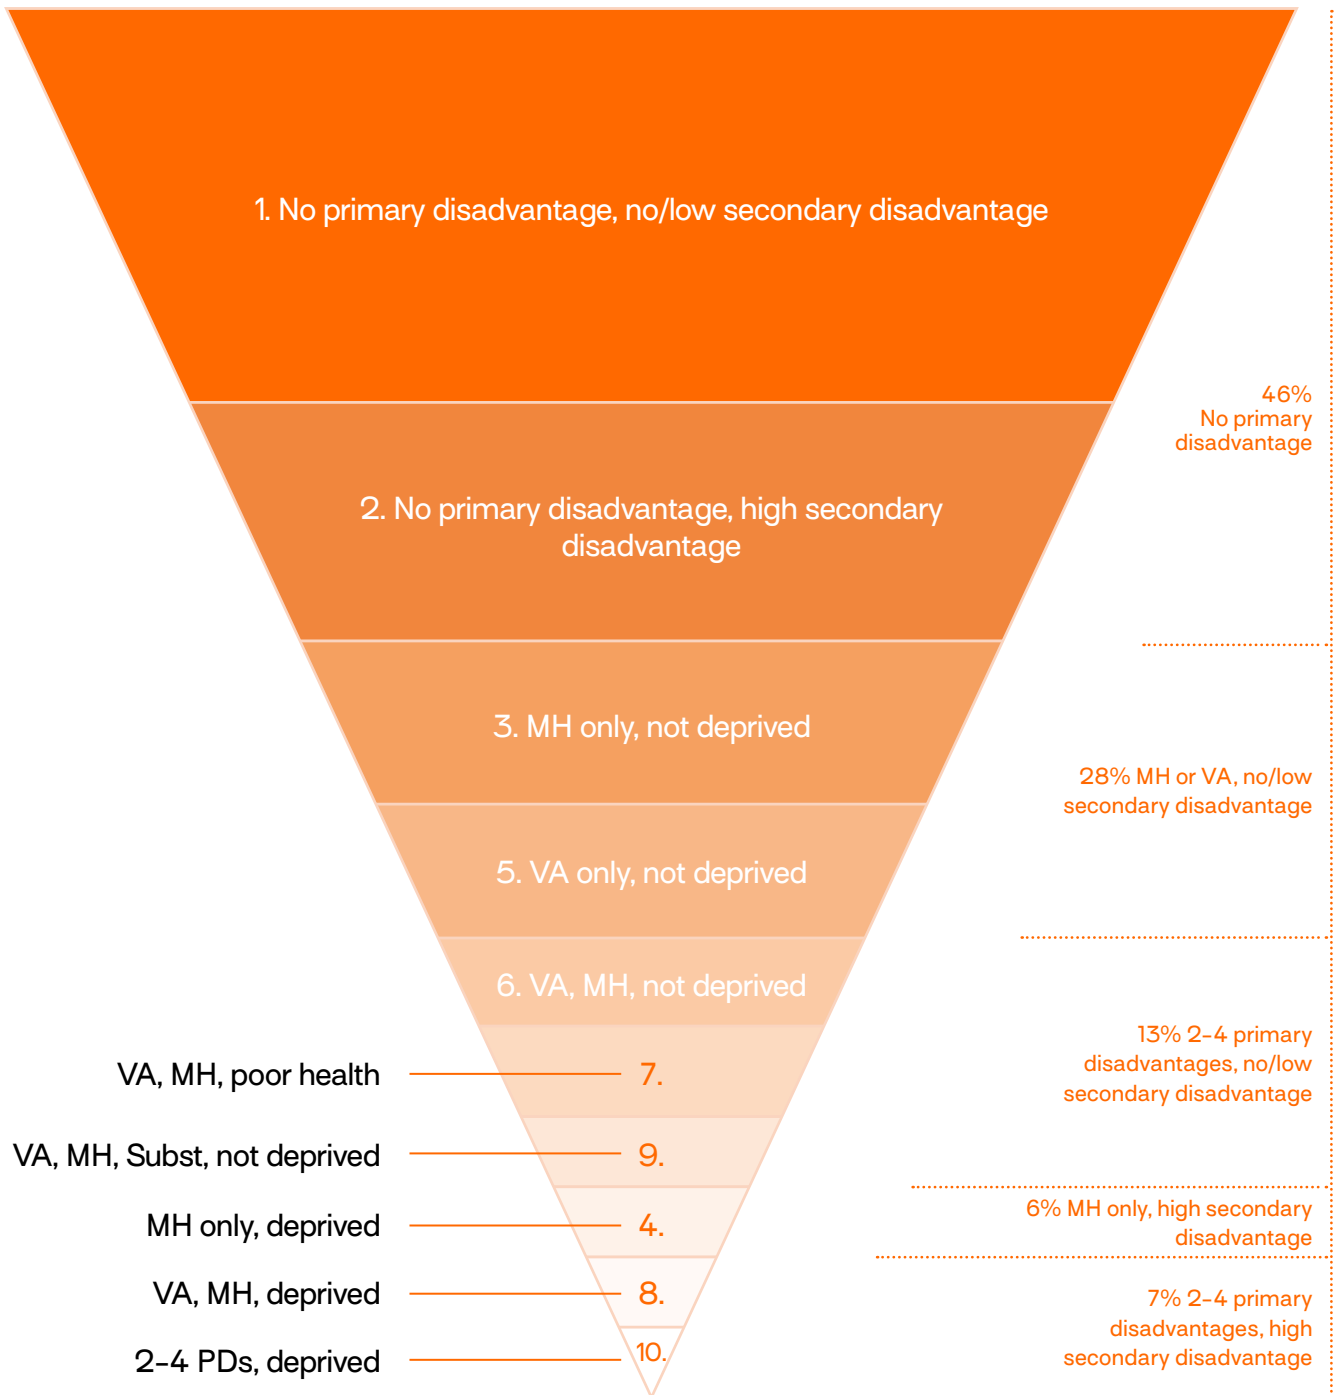 1. No primary disadvantage, no/low secondary disadvantage
46%
No primary
disadvantage
2. No primary disadvantage, high secondary
disadvantage
3. MH only, not deprived
28% MH or VA, no/low
secondary disadvantage
5. VA only, not deprived
6. VA, MH, not deprived
13% 2-4 primary
disadvantages, no/low
secondary disadvantage
VA, MH, poor health
7.
VA, MH, Subst, not deprived
9.
MH only, deprived
4.
6% MH only, high secondary
disadvantage
VA, MH, deprived
8.
7% 2-4 primary
disadvantages, high
secondary disadvantage
2-4 PDs, deprived
10.